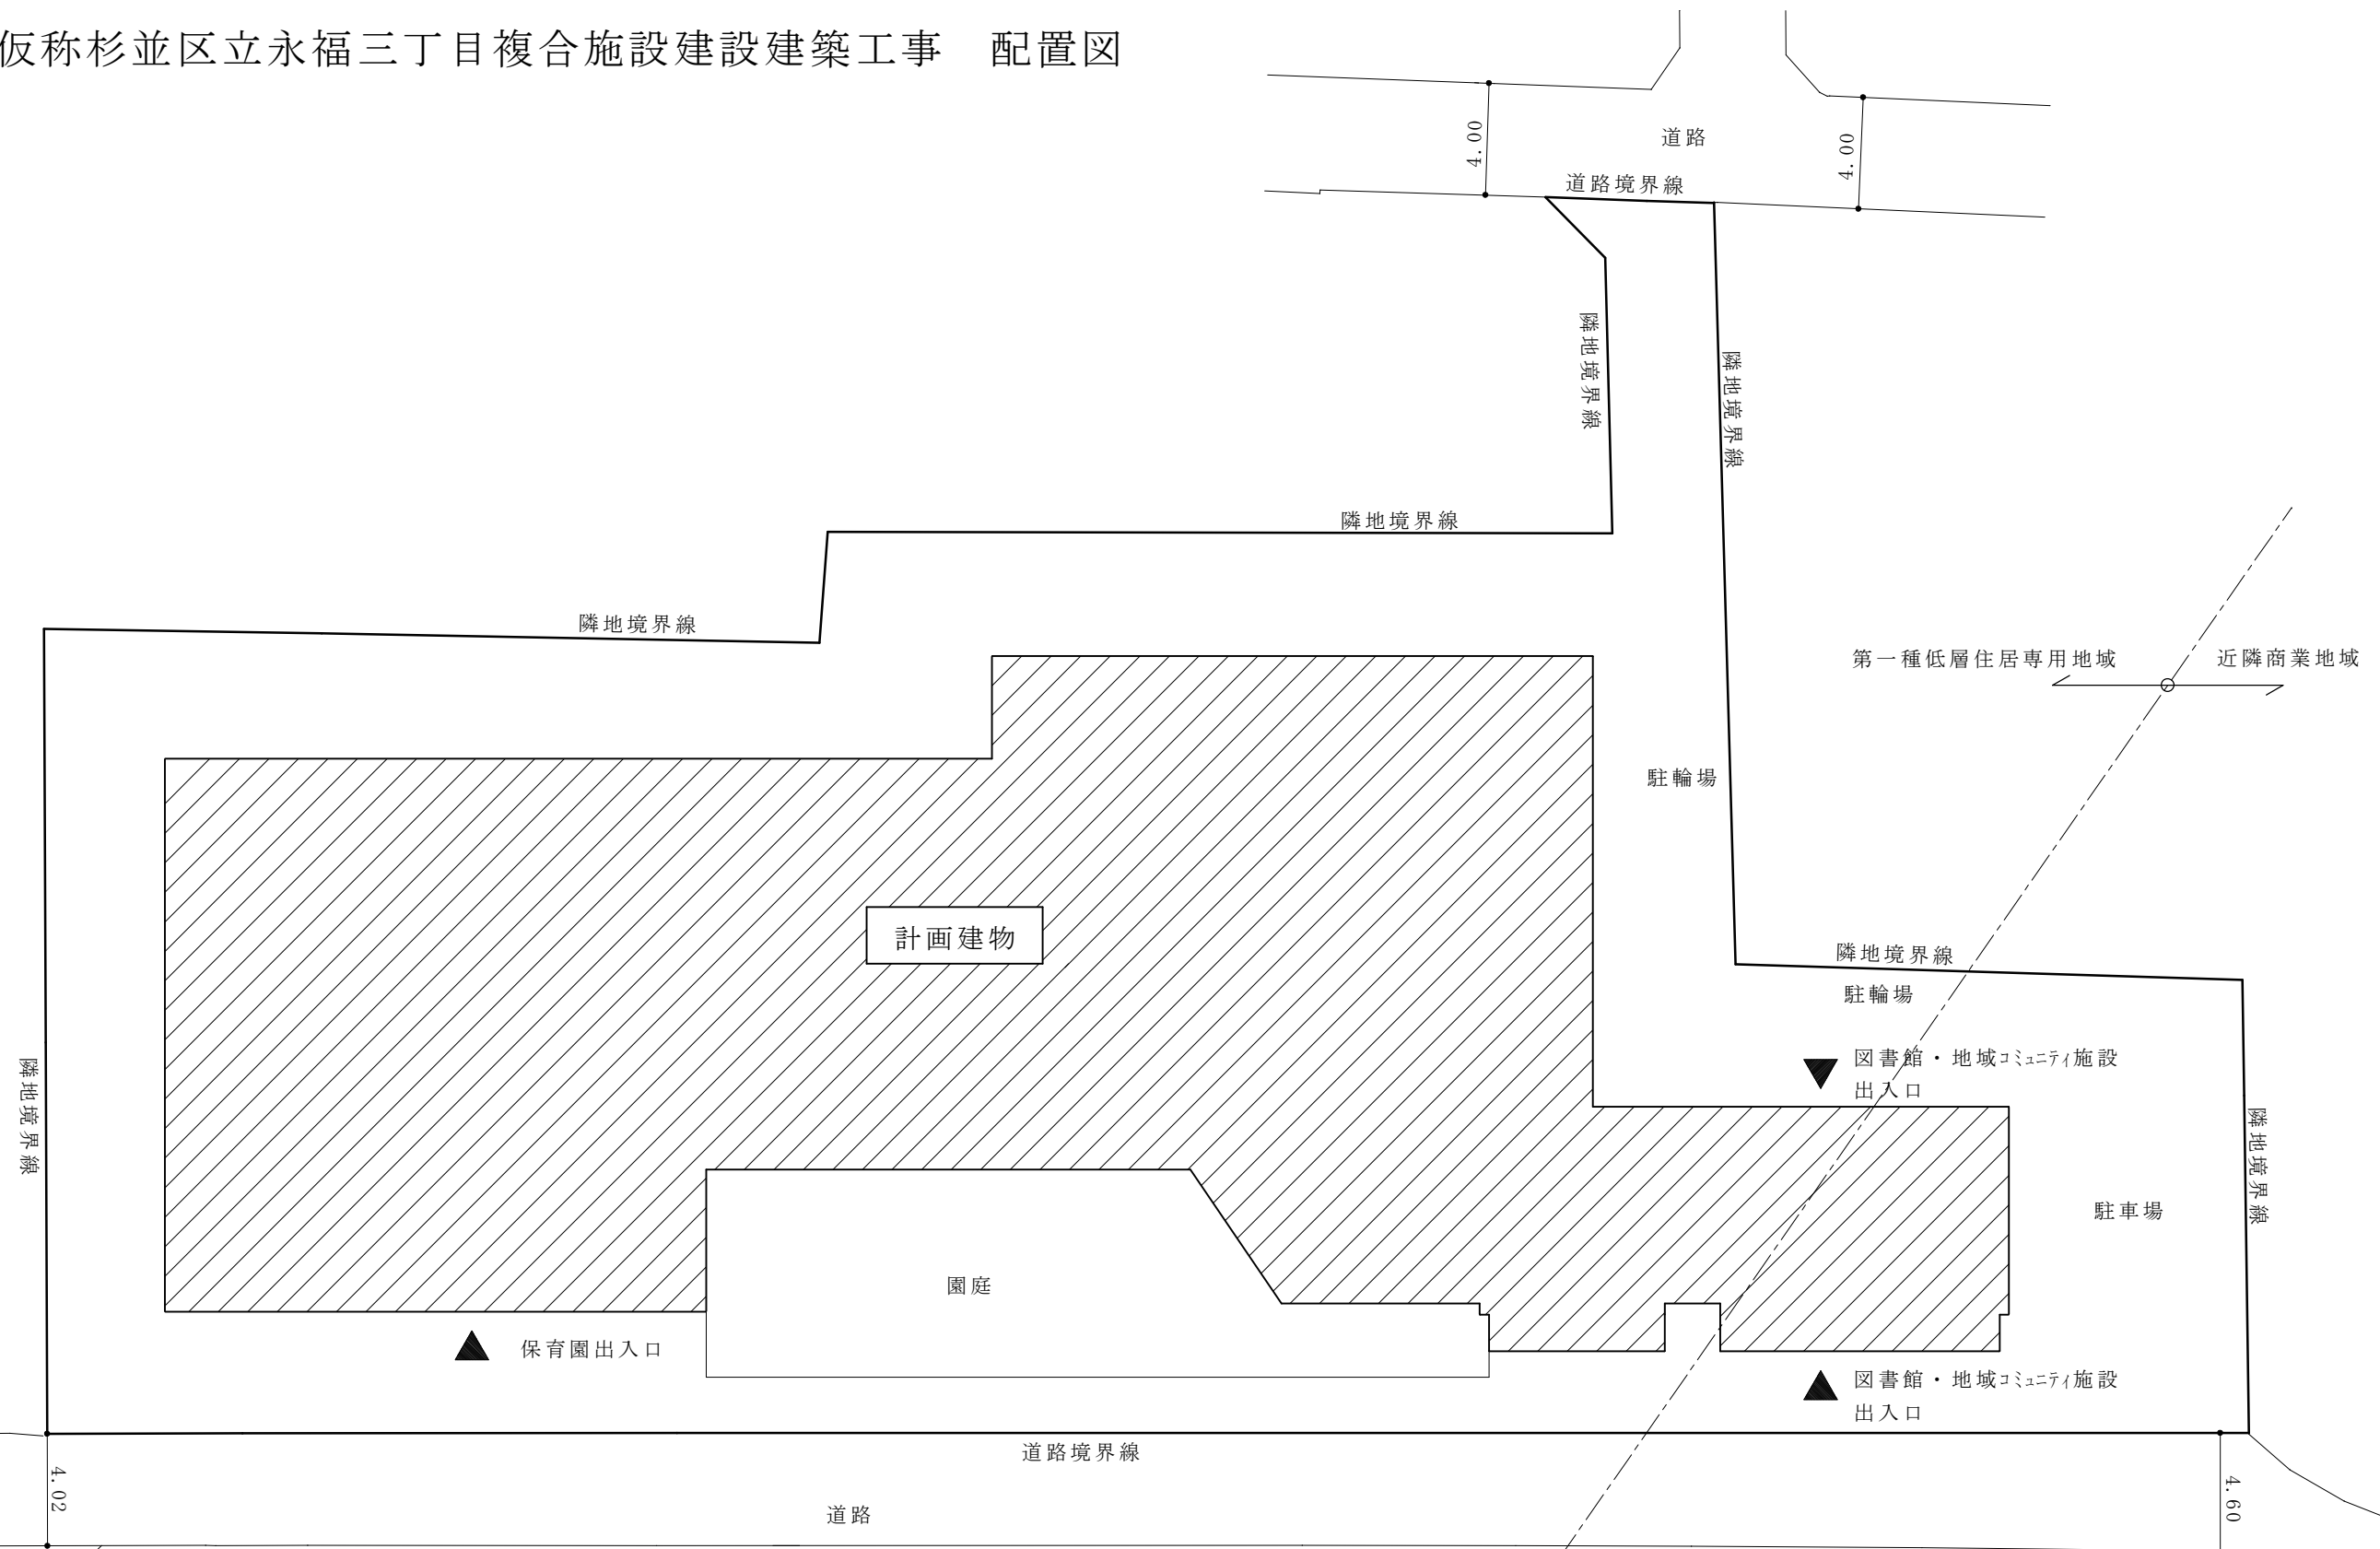 仮称杉並区立永福三丁目複合施設建設建築工事　配置図
4.00
道路
4.00
道路境界線
隣地境界線
隣地境界線
隣地境界線
隣地境界線
第一種低層住居専用地域
近隣商業地域
駐輪場
計画建物
隣地境界線
駐輪場
図書館・地域コミュニティ施設
出入口
隣地境界線
隣地境界線
駐車場
園庭
保育園出入口
図書館・地域コミュニティ施設
出入口
道路境界線
4.02
4.60
道路